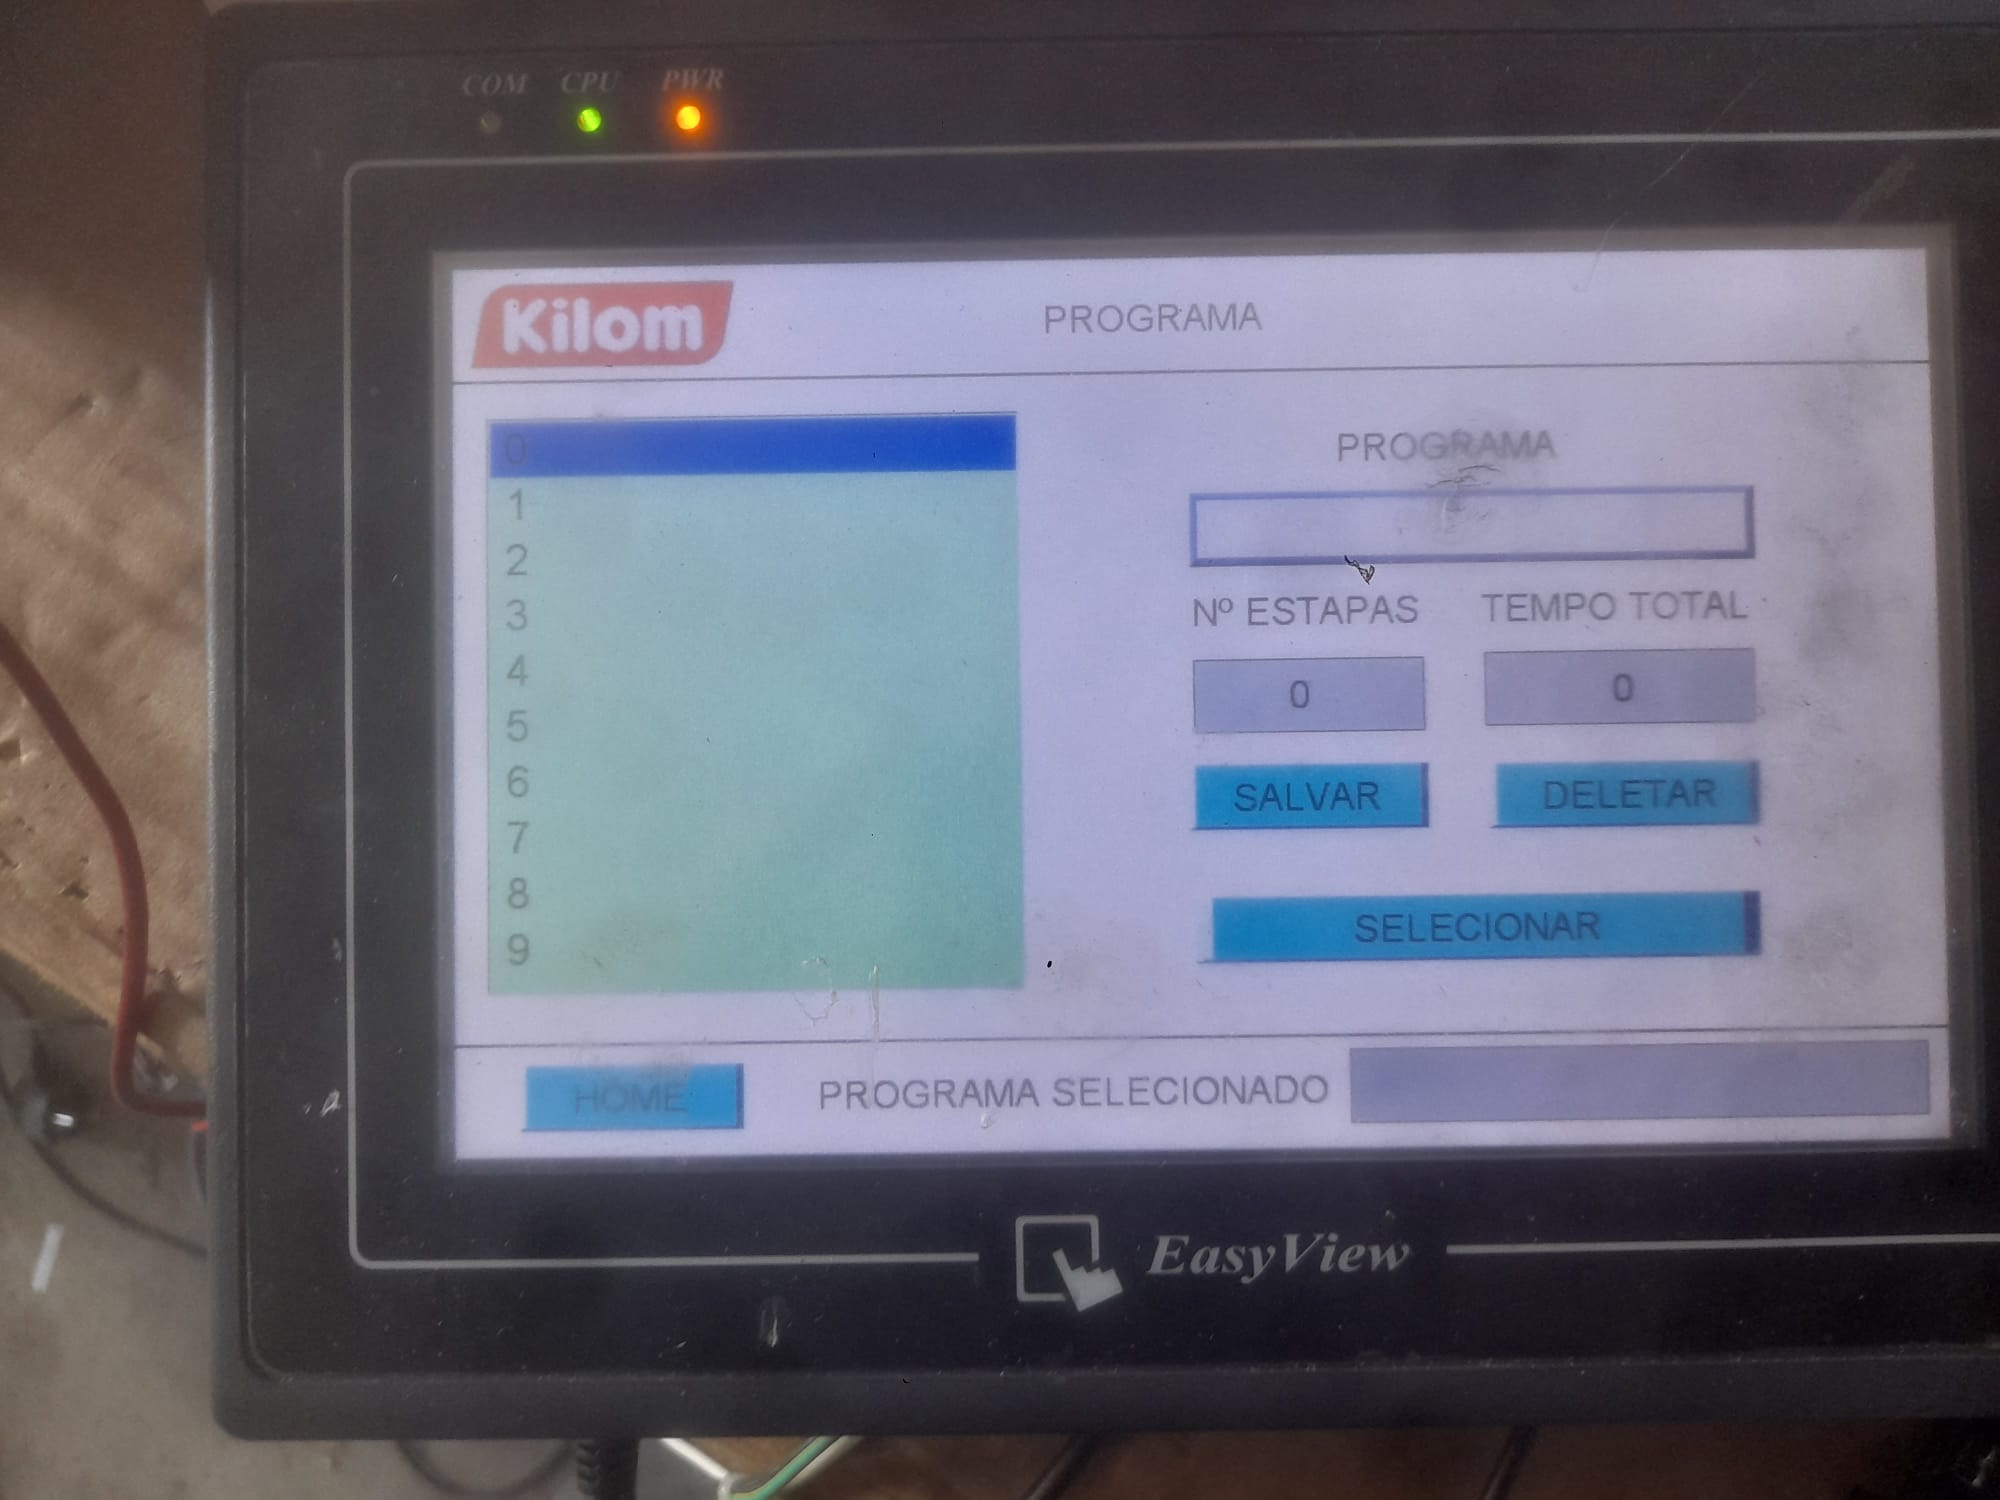 COM CPU PWR
Kilom
PROGRAMA
0
1
2
3
4
5
6
7
8
9
PROGRAMA
Nº ESTAPAS TEMPO TOTAL
0 0
SALVAR DELETAR
SELECIONAR
HOME PROGRAMA SELECIONADO
EasyView